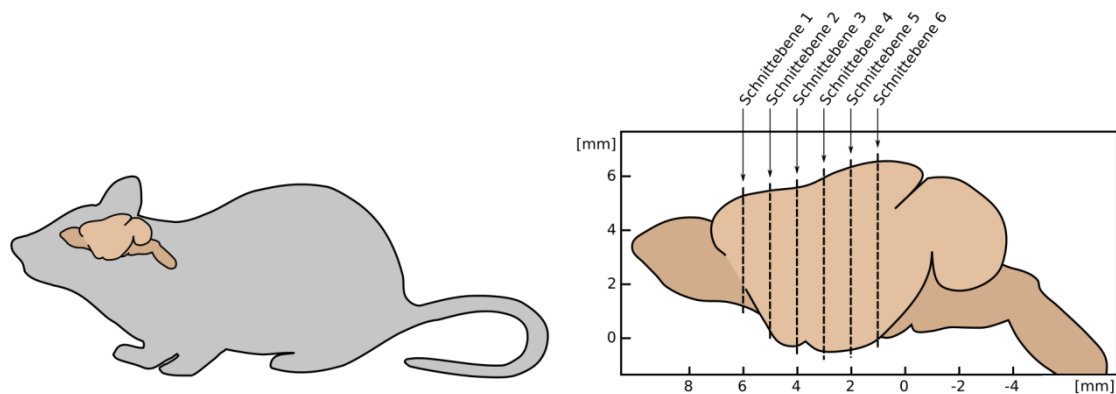 Schnittebene 1
Schnittebene 2
Schnittebene 3
Schnittebene 4
Schnittebene 5
Schnittebene 6
[mm]
6
4
2
0
8 6 4 2 0 -2 -4 [mm]